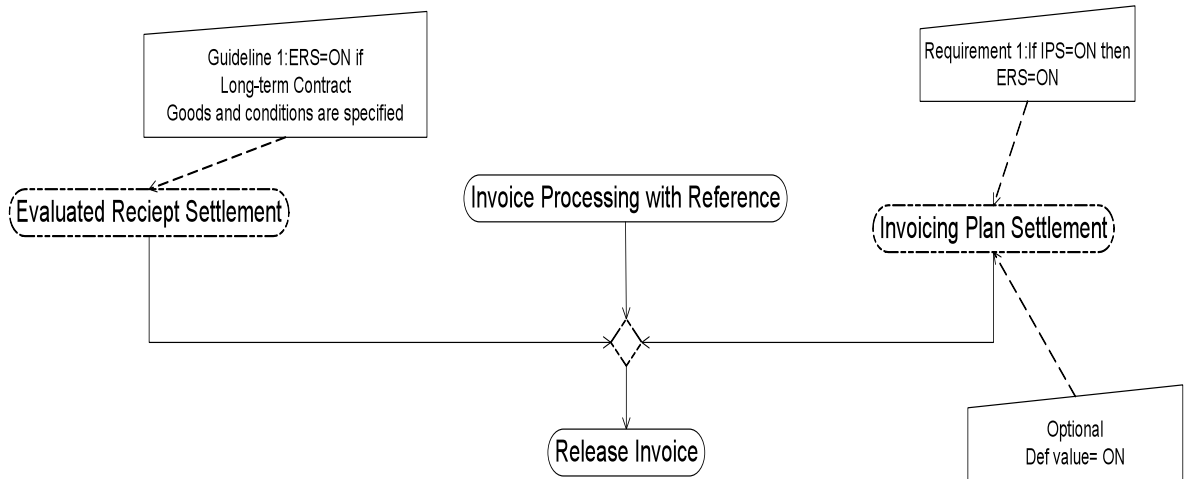 Guideline 1:ERS=ON if
Long-term Contract
Goods and conditions are specified
Requirement 1:If IPS=ON then
ERS=ON
Evaluated Reciept Settlement
Invoice Processing with Reference
Invoicing Plan Settlement
Release Invoice
Optional
Def value= ON